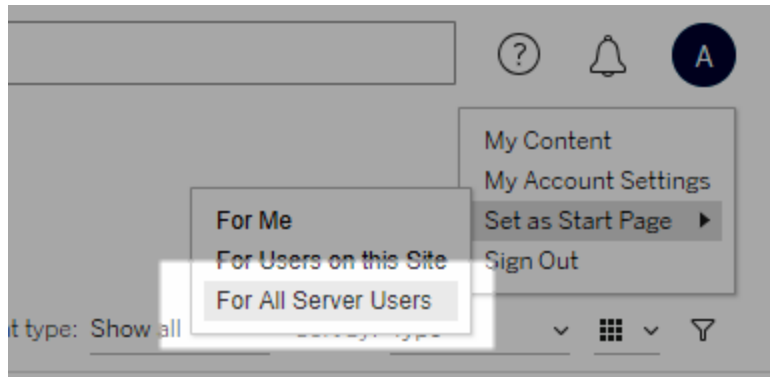 ?
A
My Content
My Account Settings
Set as Start Page
Sign Out
For Me
For Users on this Site
For All Server Users
t type: Show all